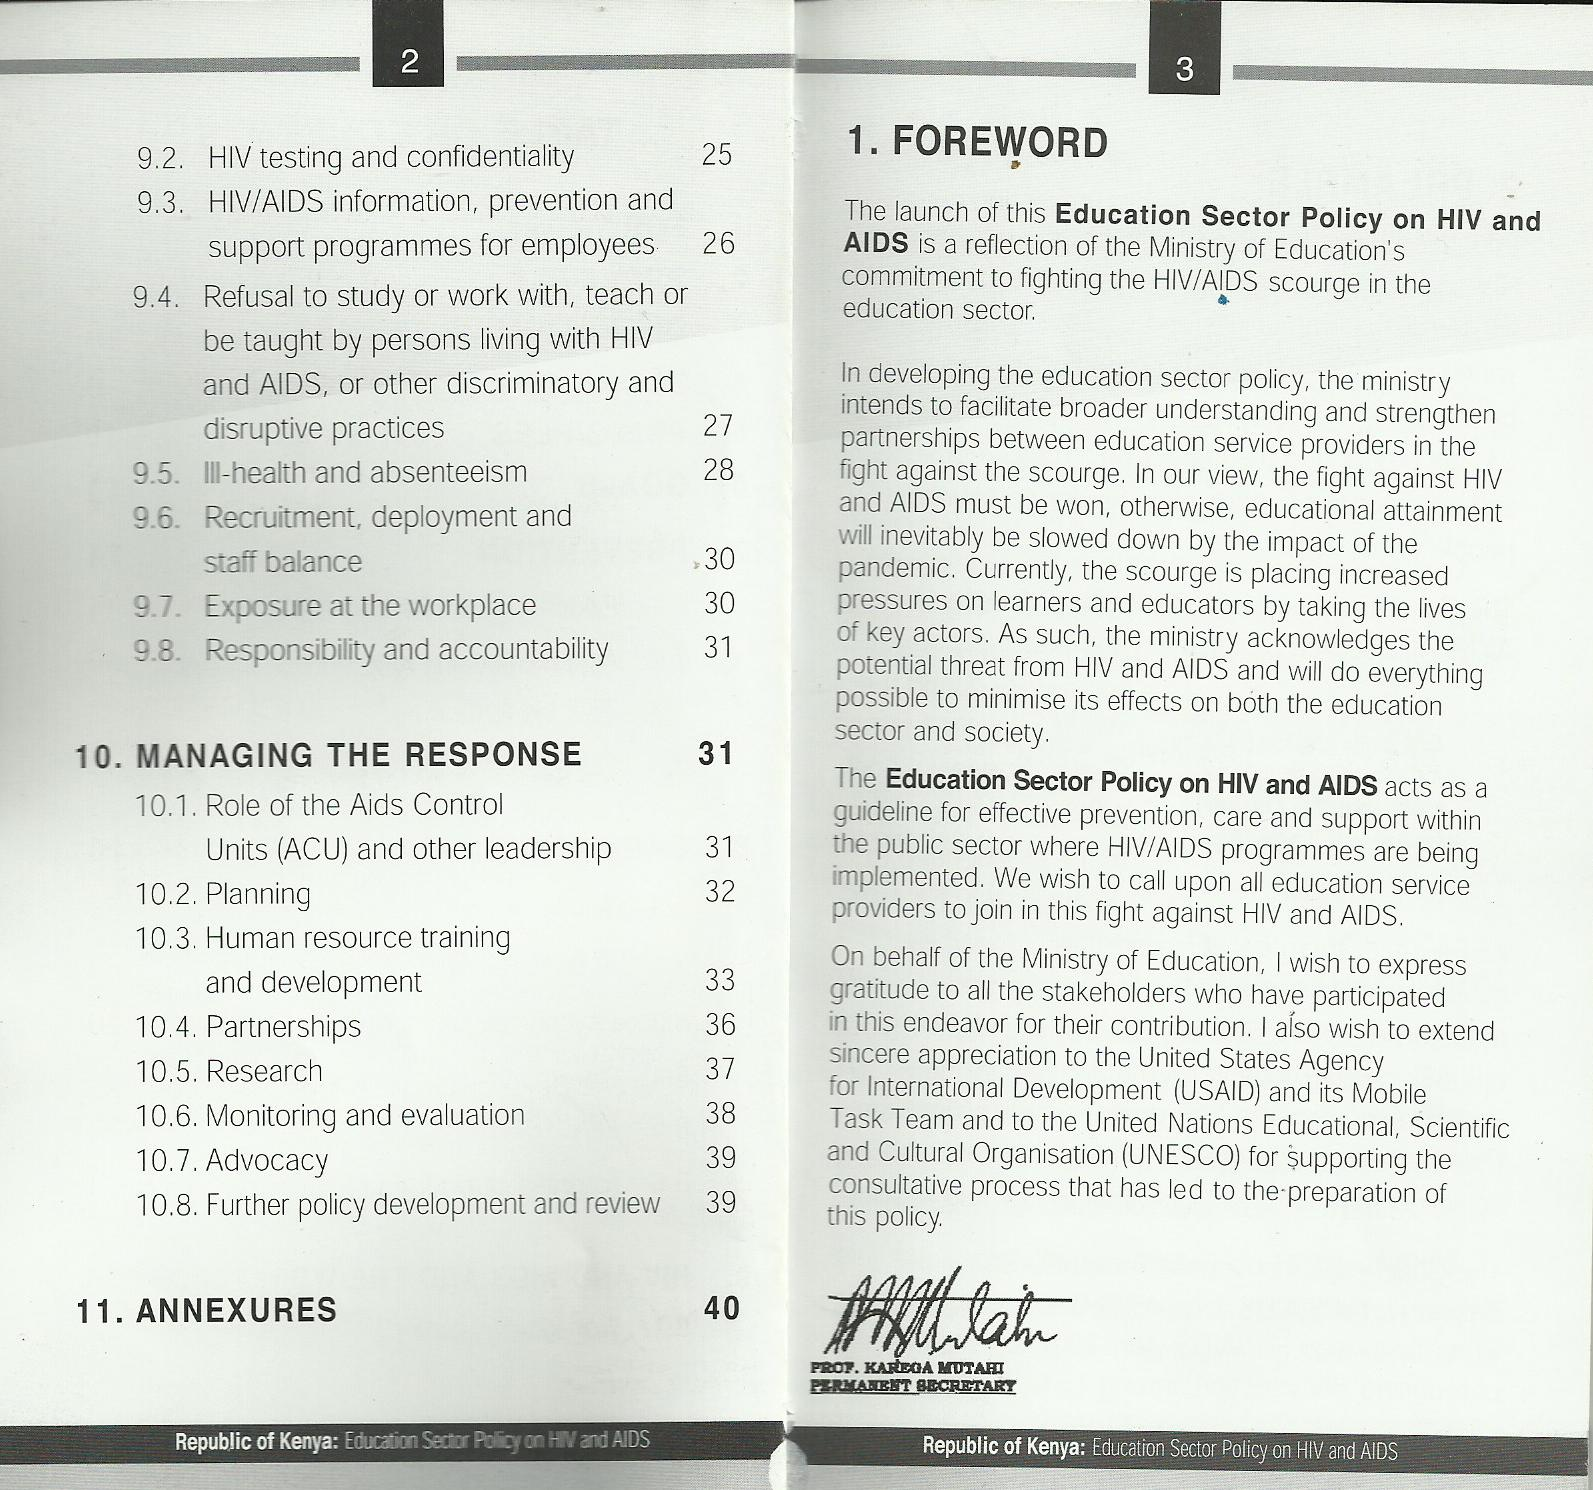 2
9.2. HIV testing and confidentiality 25
9.3. HIV/AIDS information, prevention and
support programmes for employees 26
9.4. Refusal to study or work with, teach or
be taught by persons living with HIV
and AIDS, or other discriminatory and
disruptive practices 27
9.5. Ill-health and absenteeism 28
9.6. Recruitment, deployment and
staff balance 30
9.7. Exposure at the workplace 30
9.8. Responsibility and accountability 31
10. MANAGING THE RESPONSE 31
10.1. Role of the Aids Control
Units (ACU) and other leadership 31
10.2. Planning 32
10.3. Human resource training
and development 33
10.4. Partnerships 36
10.5. Research 37
10.6. Monitoring and evaluation 38
10.7. Advocacy 39
10.8. Further policy development and review 39
11. ANNEXURES 40
Republic of Kenya: Education Sector Policy on HIV and AIDS
3
1. FOREWORD
The launch of this Education Sector Policy on HIV and
AIDS is a reflection of the Ministry of Education's
commitment to fighting the HIV/AIDS scourge in the
education sector.
In developing the education sector policy, the ministry
intends to facilitate broader understanding and strengthen
partnerships between education service providers in the
fight against the scourge. In our view, the fight against HIV
and AIDS must be won, otherwise, educational attainment
will inevitably be slowed down by the impact of the
pandemic. Currently, the scourge is placing increased
pressures on learners and educators by taking the lives
of key actors. As such, the ministry acknowledges the
potential threat from HIV and AIDS and will do everything
possible to minimise its effects on both the education
sector and society.
The Education Sector Policy on HIV and AIDS acts as a
guideline for effective prevention, care and support within
the public sector where HIV/AIDS programmes are being
implemented. We wish to call upon all education service
providers to join in this fight against HIV and AIDS.
On behalf of the Ministry of Education, I wish to express
gratitude to all the stakeholders who have participated
in this endeavor for their contribution. I also wish to extend
sincere appreciation to the United States Agency
for International Development (USAID) and its Mobile
Task Team and to the United Nations Educational, Scientific
and Cultural Organisation (UNESCO) for supporting the
consultative process that has led to the preparation of
this policy.
PROF. KAREGA MUTAHI
PERMANENT SECRETARY
Republic of Kenya: Education Sector Policy on HIV and AIDS